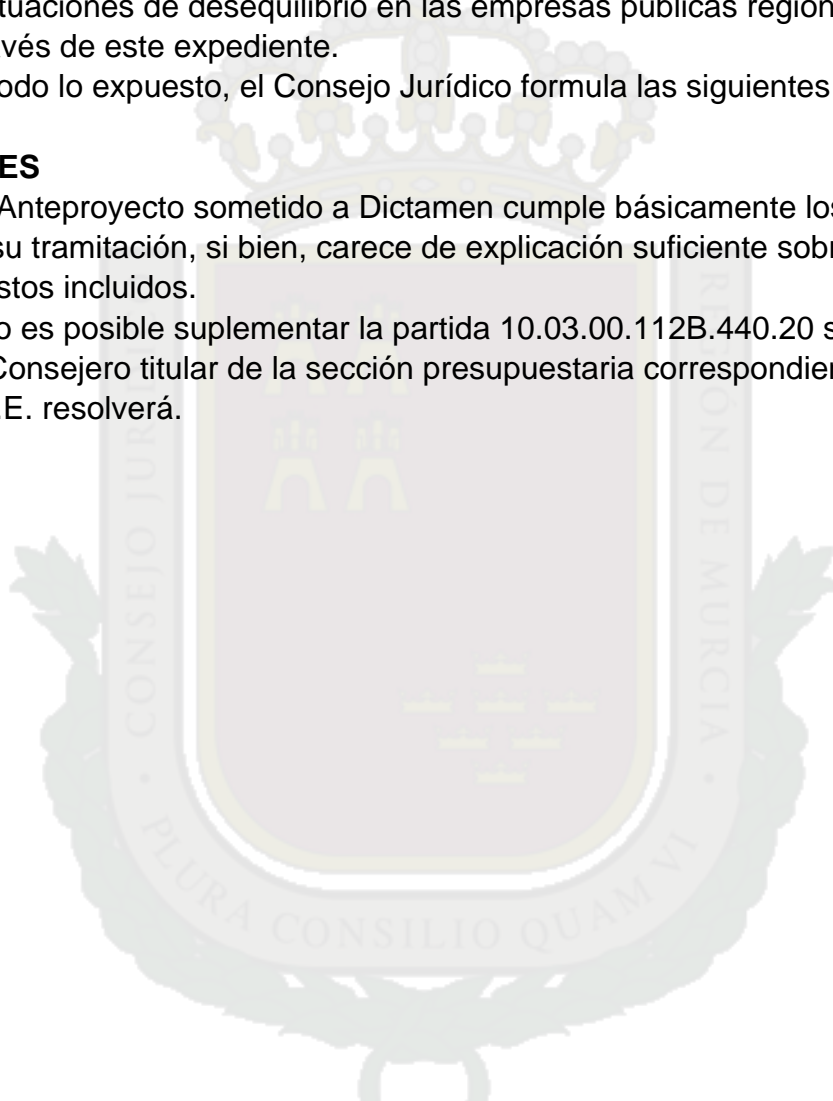 tuaciones de desequilibrio en las empresas públicas region
vés de este expediente.
odo lo expuesto, el Consejo Jurídico formula las siguientes
ES
Anteproyecto sometido a Dictamen cumple básicamente los
su tramitación, si bien, carece de explicación suficiente sobr
stos incluidos.
o es posible suplementar la partida 10.03.00.112B.440.20 s
Consejero titular de la sección presupuestaria correspondien
.E. resolverá.
CONSEJO JURÍDICO
REGIÓN DE MURCIA
PLURA CONSILIO QUAM VI